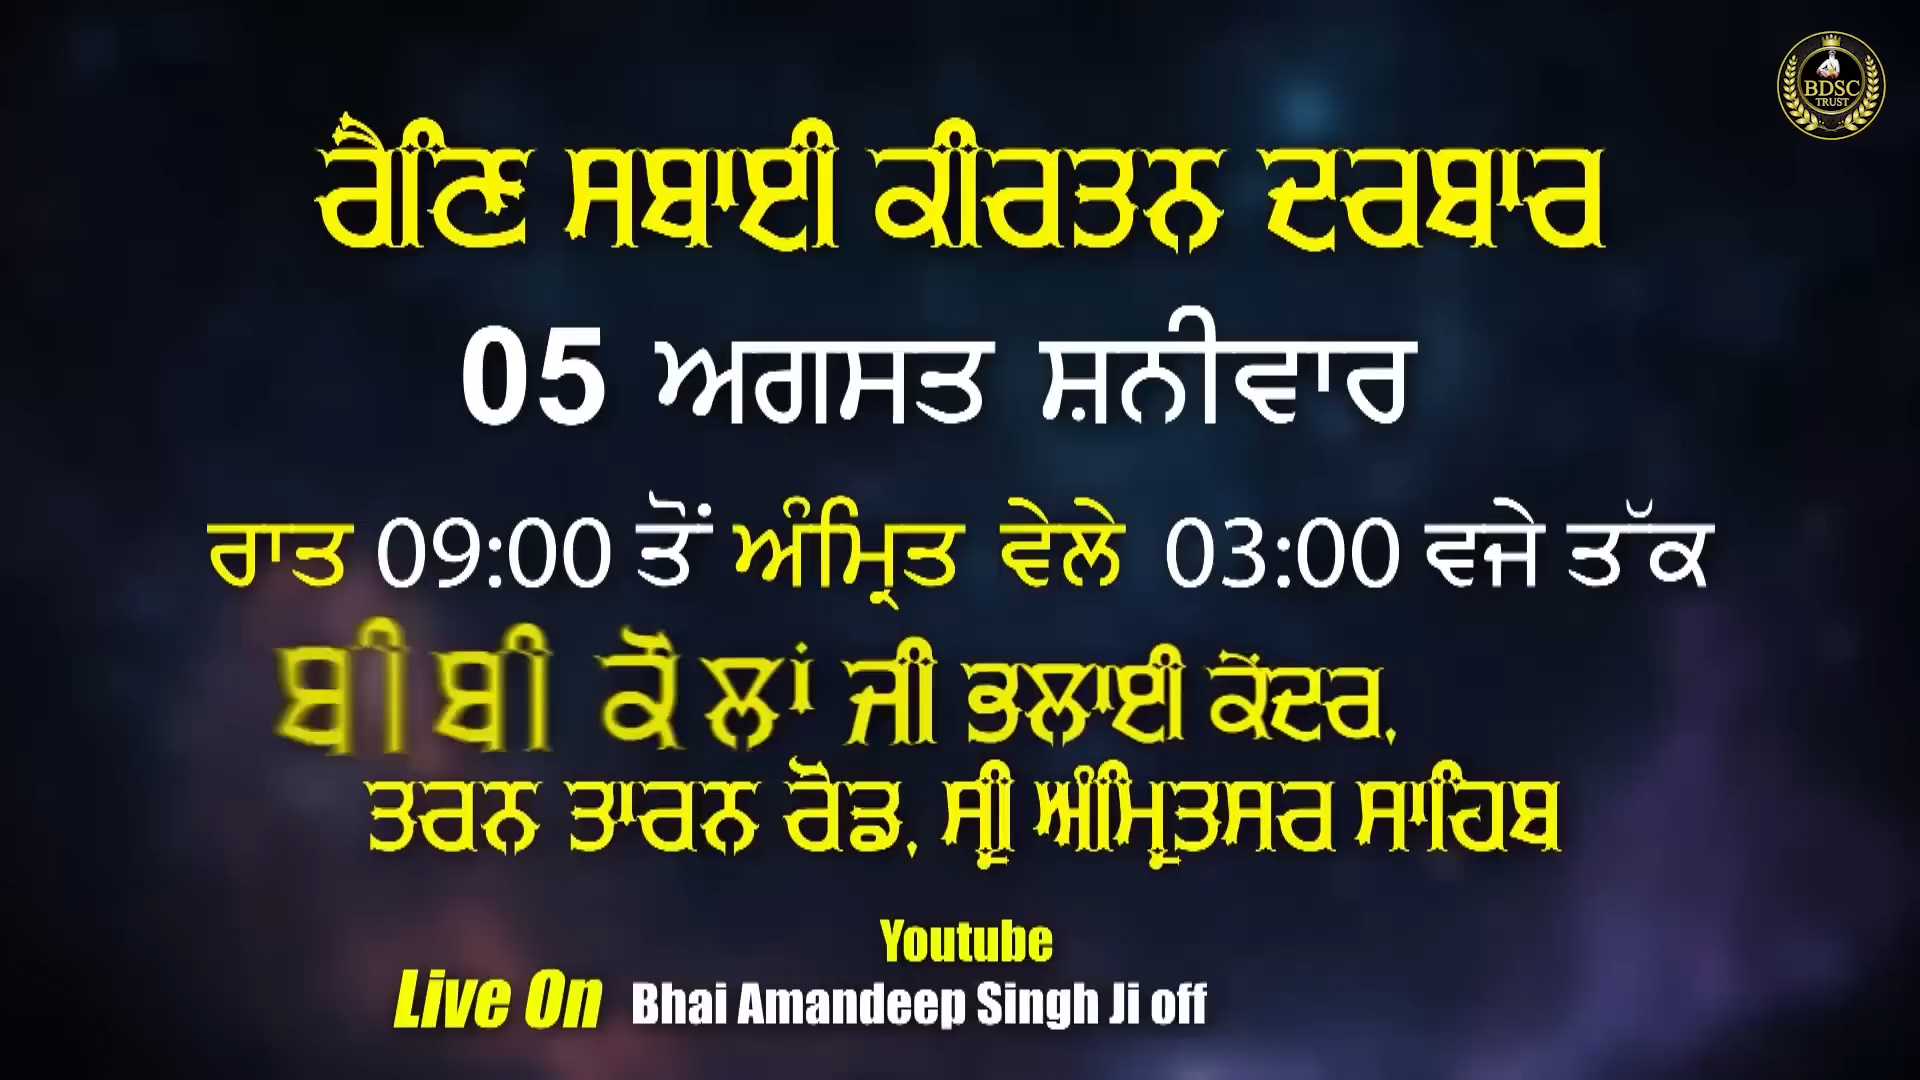 BDSC
TRUST
ਰੈਣਿ ਸਬਾਈ ਕੀਰਤਨ ਦਰਬਾਰ
05 ਅਗਸਤ ਸ਼ਨੀਵਾਰ
ਰਾਤ 09:00 ਤੋਂ ਅੰਮ੍ਰਿਤ ਵੇਲੇ 03:00 ਵਜੇ ਤੱਕ
ਬੀਬੀ ਕੌਲਾਂ ਜੀ ਭਲਾਈ ਕੇਂਦਰ,
ਤਰਨ ਤਾਰਨ ਰੋਡ, ਸ੍ਰੀ ਅੰਮ੍ਰਿਤਸਰ ਸਾਹਿਬ
Youtube
Live On Bhai Amandeep Singh Ji off